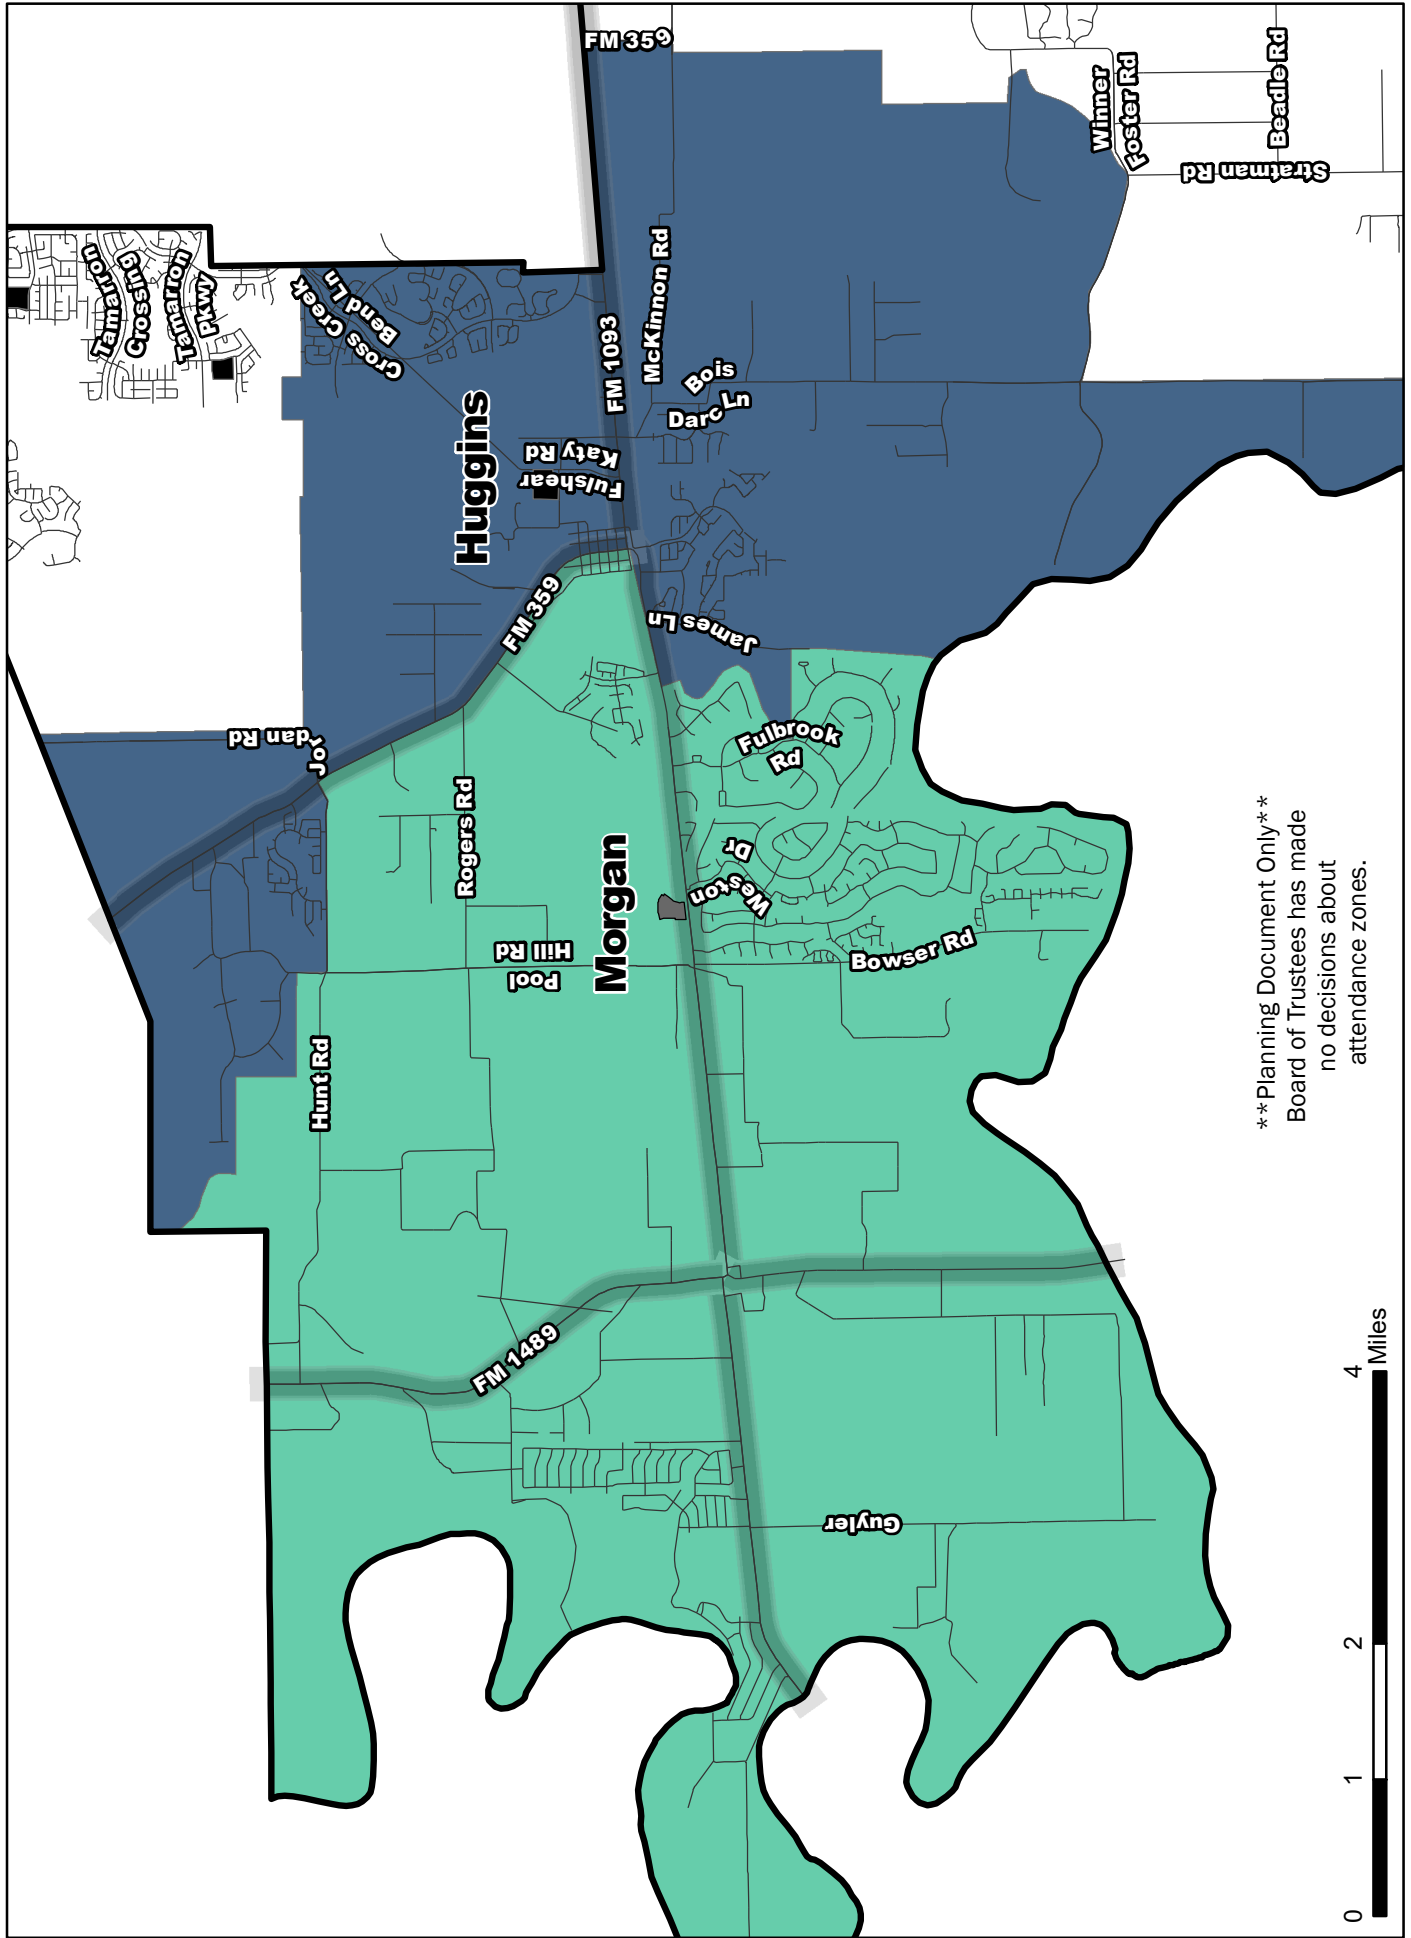 Tamarron
Crossing
Tamarron
Pkwy
Cross Creek
Bend Ln
Jordan Rd
Hunt Rd
FM 359
Huggins
Fulshear
Katy Rd
FM 1093
FM 359
McKinnon Rd
Bois
Darc Ln
James Ln
Winner
Foster Rd
Beadle Rd
Stratman Rd
Rogers Rd
Pool
Hill Rd
Morgan
Weston
Dr
Fulbrook
Rd
Bowser Rd
FM 1489
Guyler
**Planning Document Only**
Board of Trustees has made
no decisions about
attendance zones.
0 1 2 4
Miles